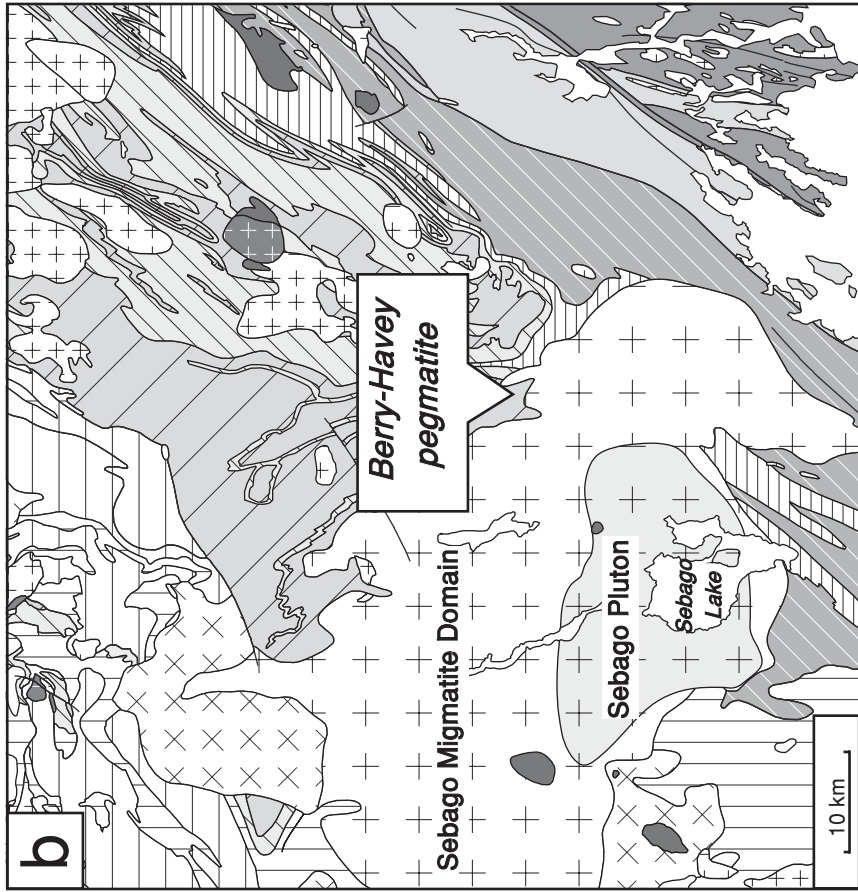 b
Berry-Havey
pegmatite
Sebago Migmatite Domain
Sebago Pluton
Sebago
Lake
10 km